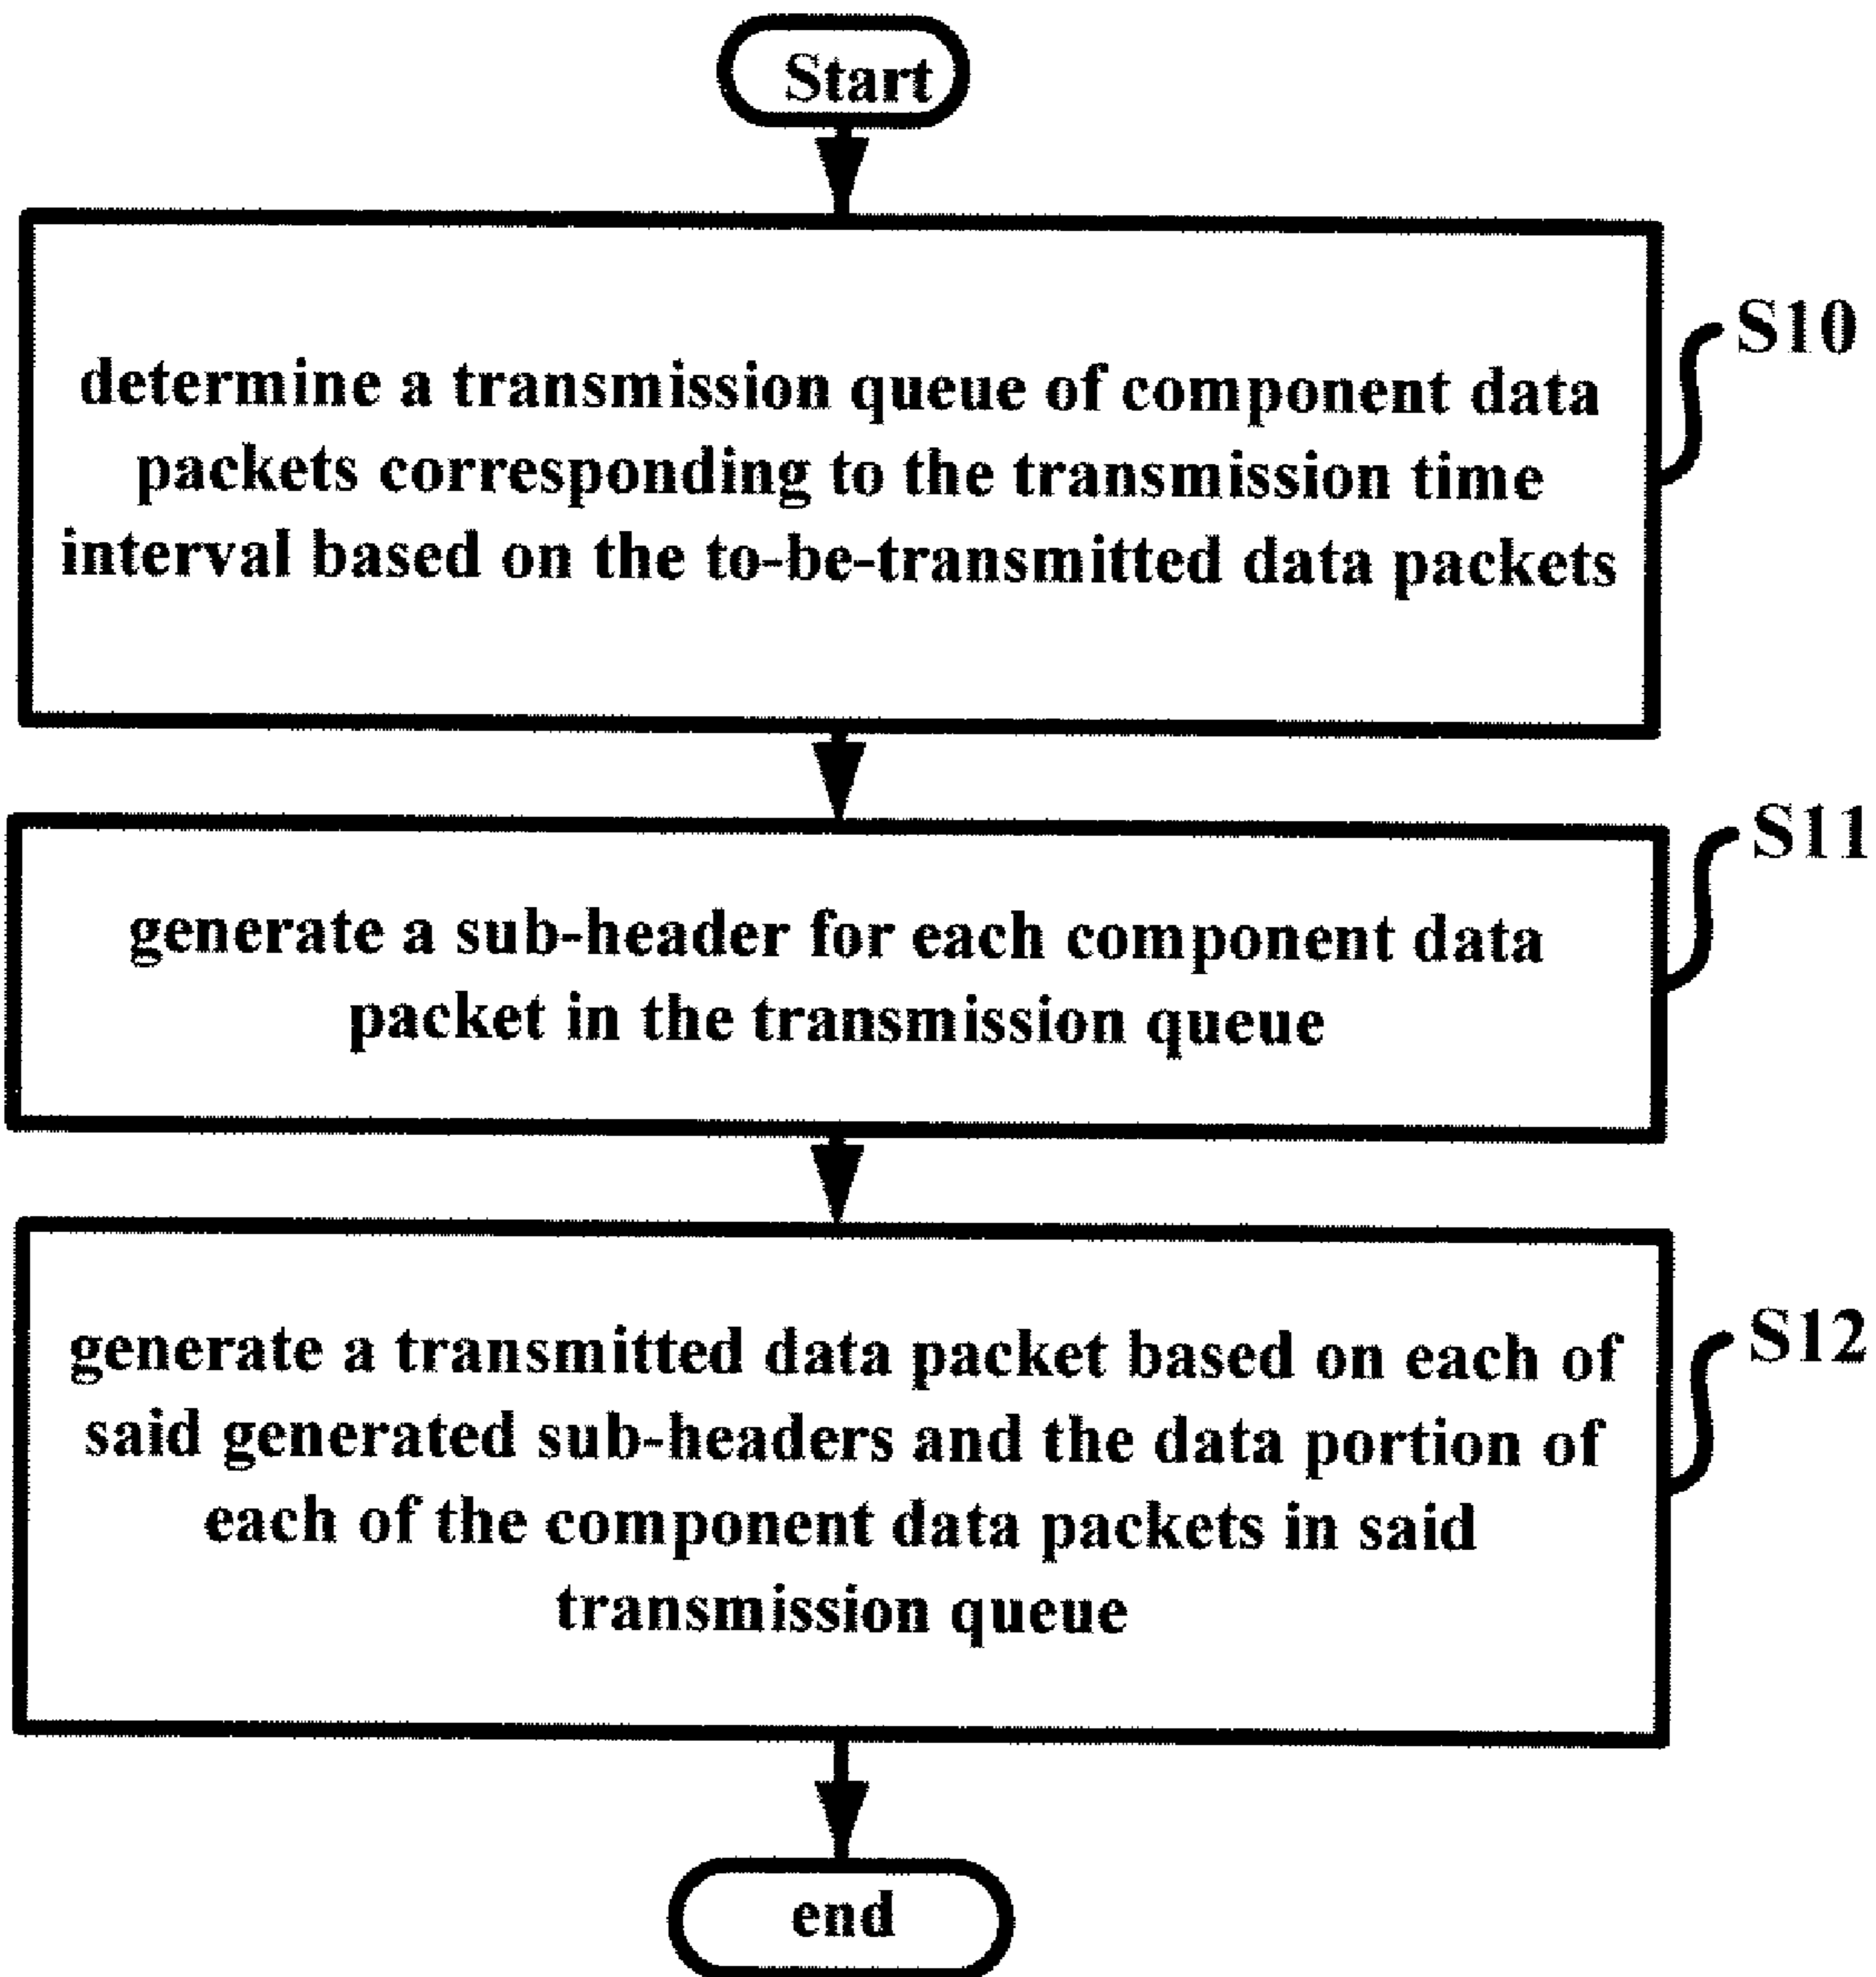 Start
determine a transmission queue of component data
packets corresponding to the transmission time
interval based on the to-be-transmitted data packets
S10
generate a sub-header for each component data
packet in the transmission queue
S11
generate a transmitted data packet based on each of
said generated sub-headers and the data portion of
each of the component data packets in said
transmission queue
S12
end